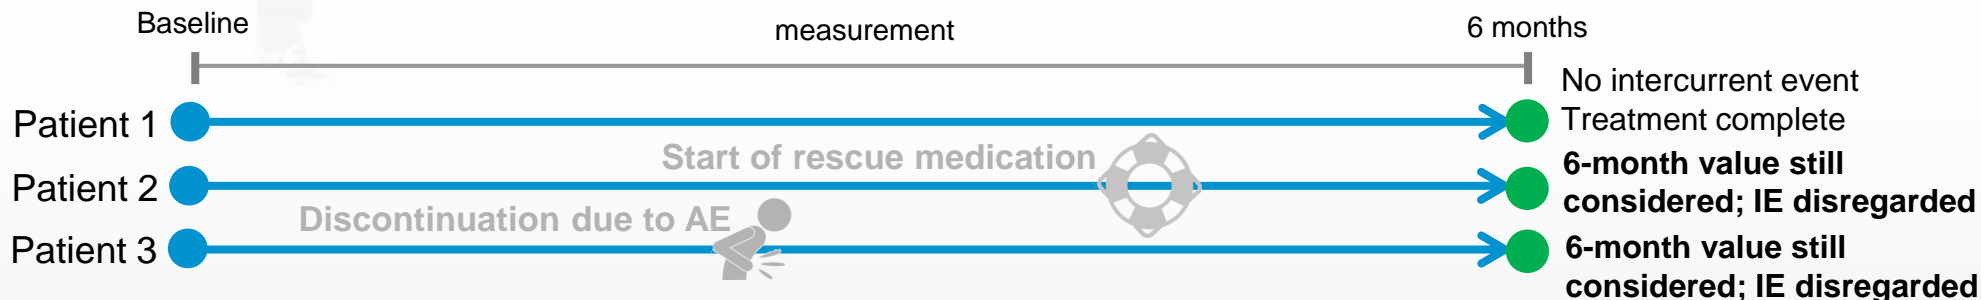 Baseline
measurement
6 months
No intercurrent event
Patient 1
Treatment complete
Start of rescue medication
6-month value still
Patient 2
considered; IE disregarded
Discontinuation due to AE
Patient 3
6-month value still
considered; IE disregarded